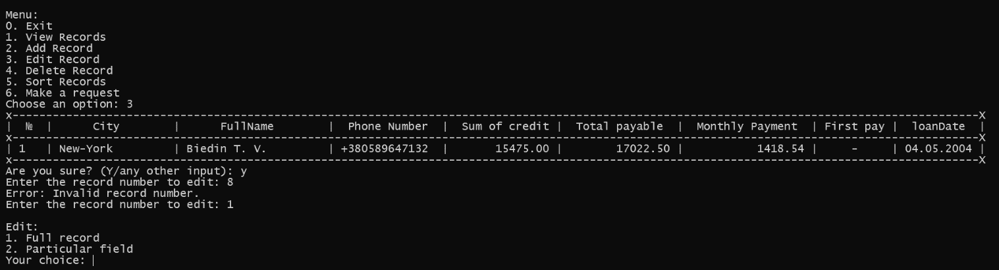 Menu:
0. Exit
1. View Records
2. Add Record
3. Edit Record
4. Delete Record
5. Sort Records
6. Make a request
Choose an option: 3
x-------------------------------------------------------------------------------------------------------------------------------------------------x
|  №  |      City        |      FullName        |  Phone Number  |  Sum of credit |  Total payable  |  Monthly Payment  | First pay |  loanDate  |
x-------------------------------------------------------------------------------------------------------------------------------------------------x
| 1   | New-York         | Biedin T. V.         | +380589647132  |       15475.00 |        17022.50 |           1418.54 |     -     | 04.05.2004 |
x-------------------------------------------------------------------------------------------------------------------------------------------------x
Are you sure? (Y/any other input): y
Enter the record number to edit: 8
Error: Invalid record number.
Enter the record number to edit: 1
Edit:
1. Full record
2. Particular field
Your choice: